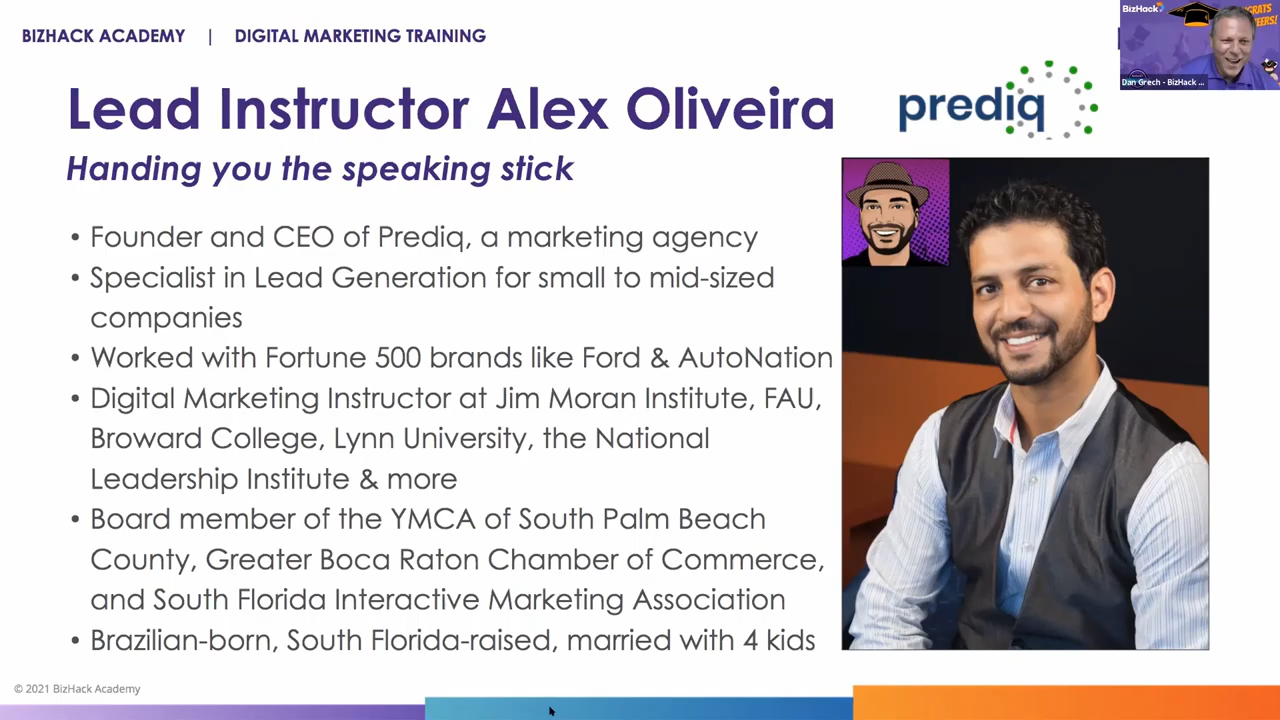 BIZHACK ACADEMY | DIGITAL MARKETING TRAINING
BizHack
Dan Grech - BizHack ...
Lead Instructor Alex Oliveira
prediq
Handing you the speaking stick
• Founder and CEO of Prediq, a marketing agency
• Specialist in Lead Generation for small to mid-sized
companies
• Worked with Fortune 500 brands like Ford & AutoNation
• Digital Marketing Instructor at Jim Moran Institute, FAU,
Broward College, Lynn University, the National
Leadership Institute & more
• Board member of the YMCA of South Palm Beach
County, Greater Boca Raton Chamber of Commerce,
and South Florida Interactive Marketing Association
• Brazilian-born, South Florida-raised, married with 4 kids
© 2021 BizHack Academy